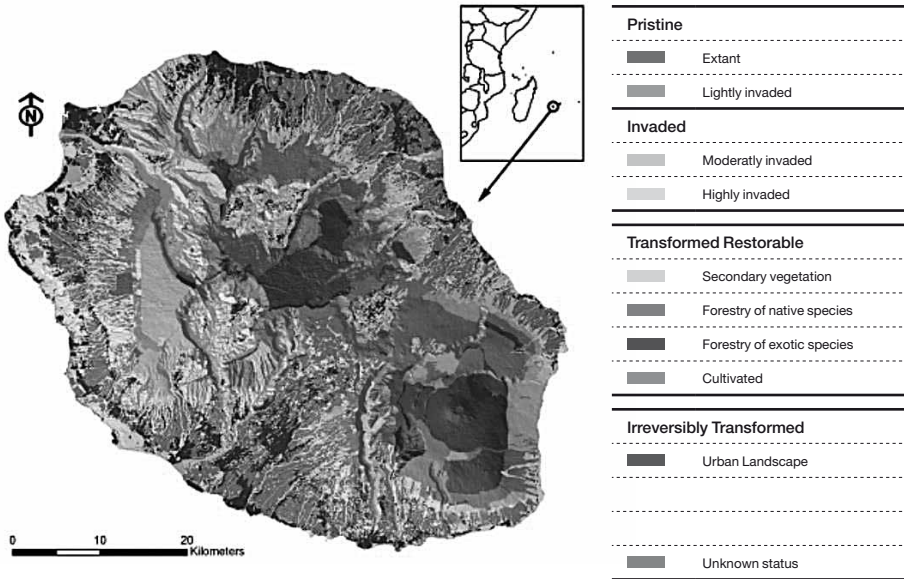 N
0 10 20
Kilometers
Pristine
Extant
Lightly invaded
Invaded
Moderatly invaded
Highly invaded
Transformed Restorable
Secondary vegetation
Forestry of native species
Forestry of exotic species
Cultivated
Irreversibly Transformed
Urban Landscape
Unknown status